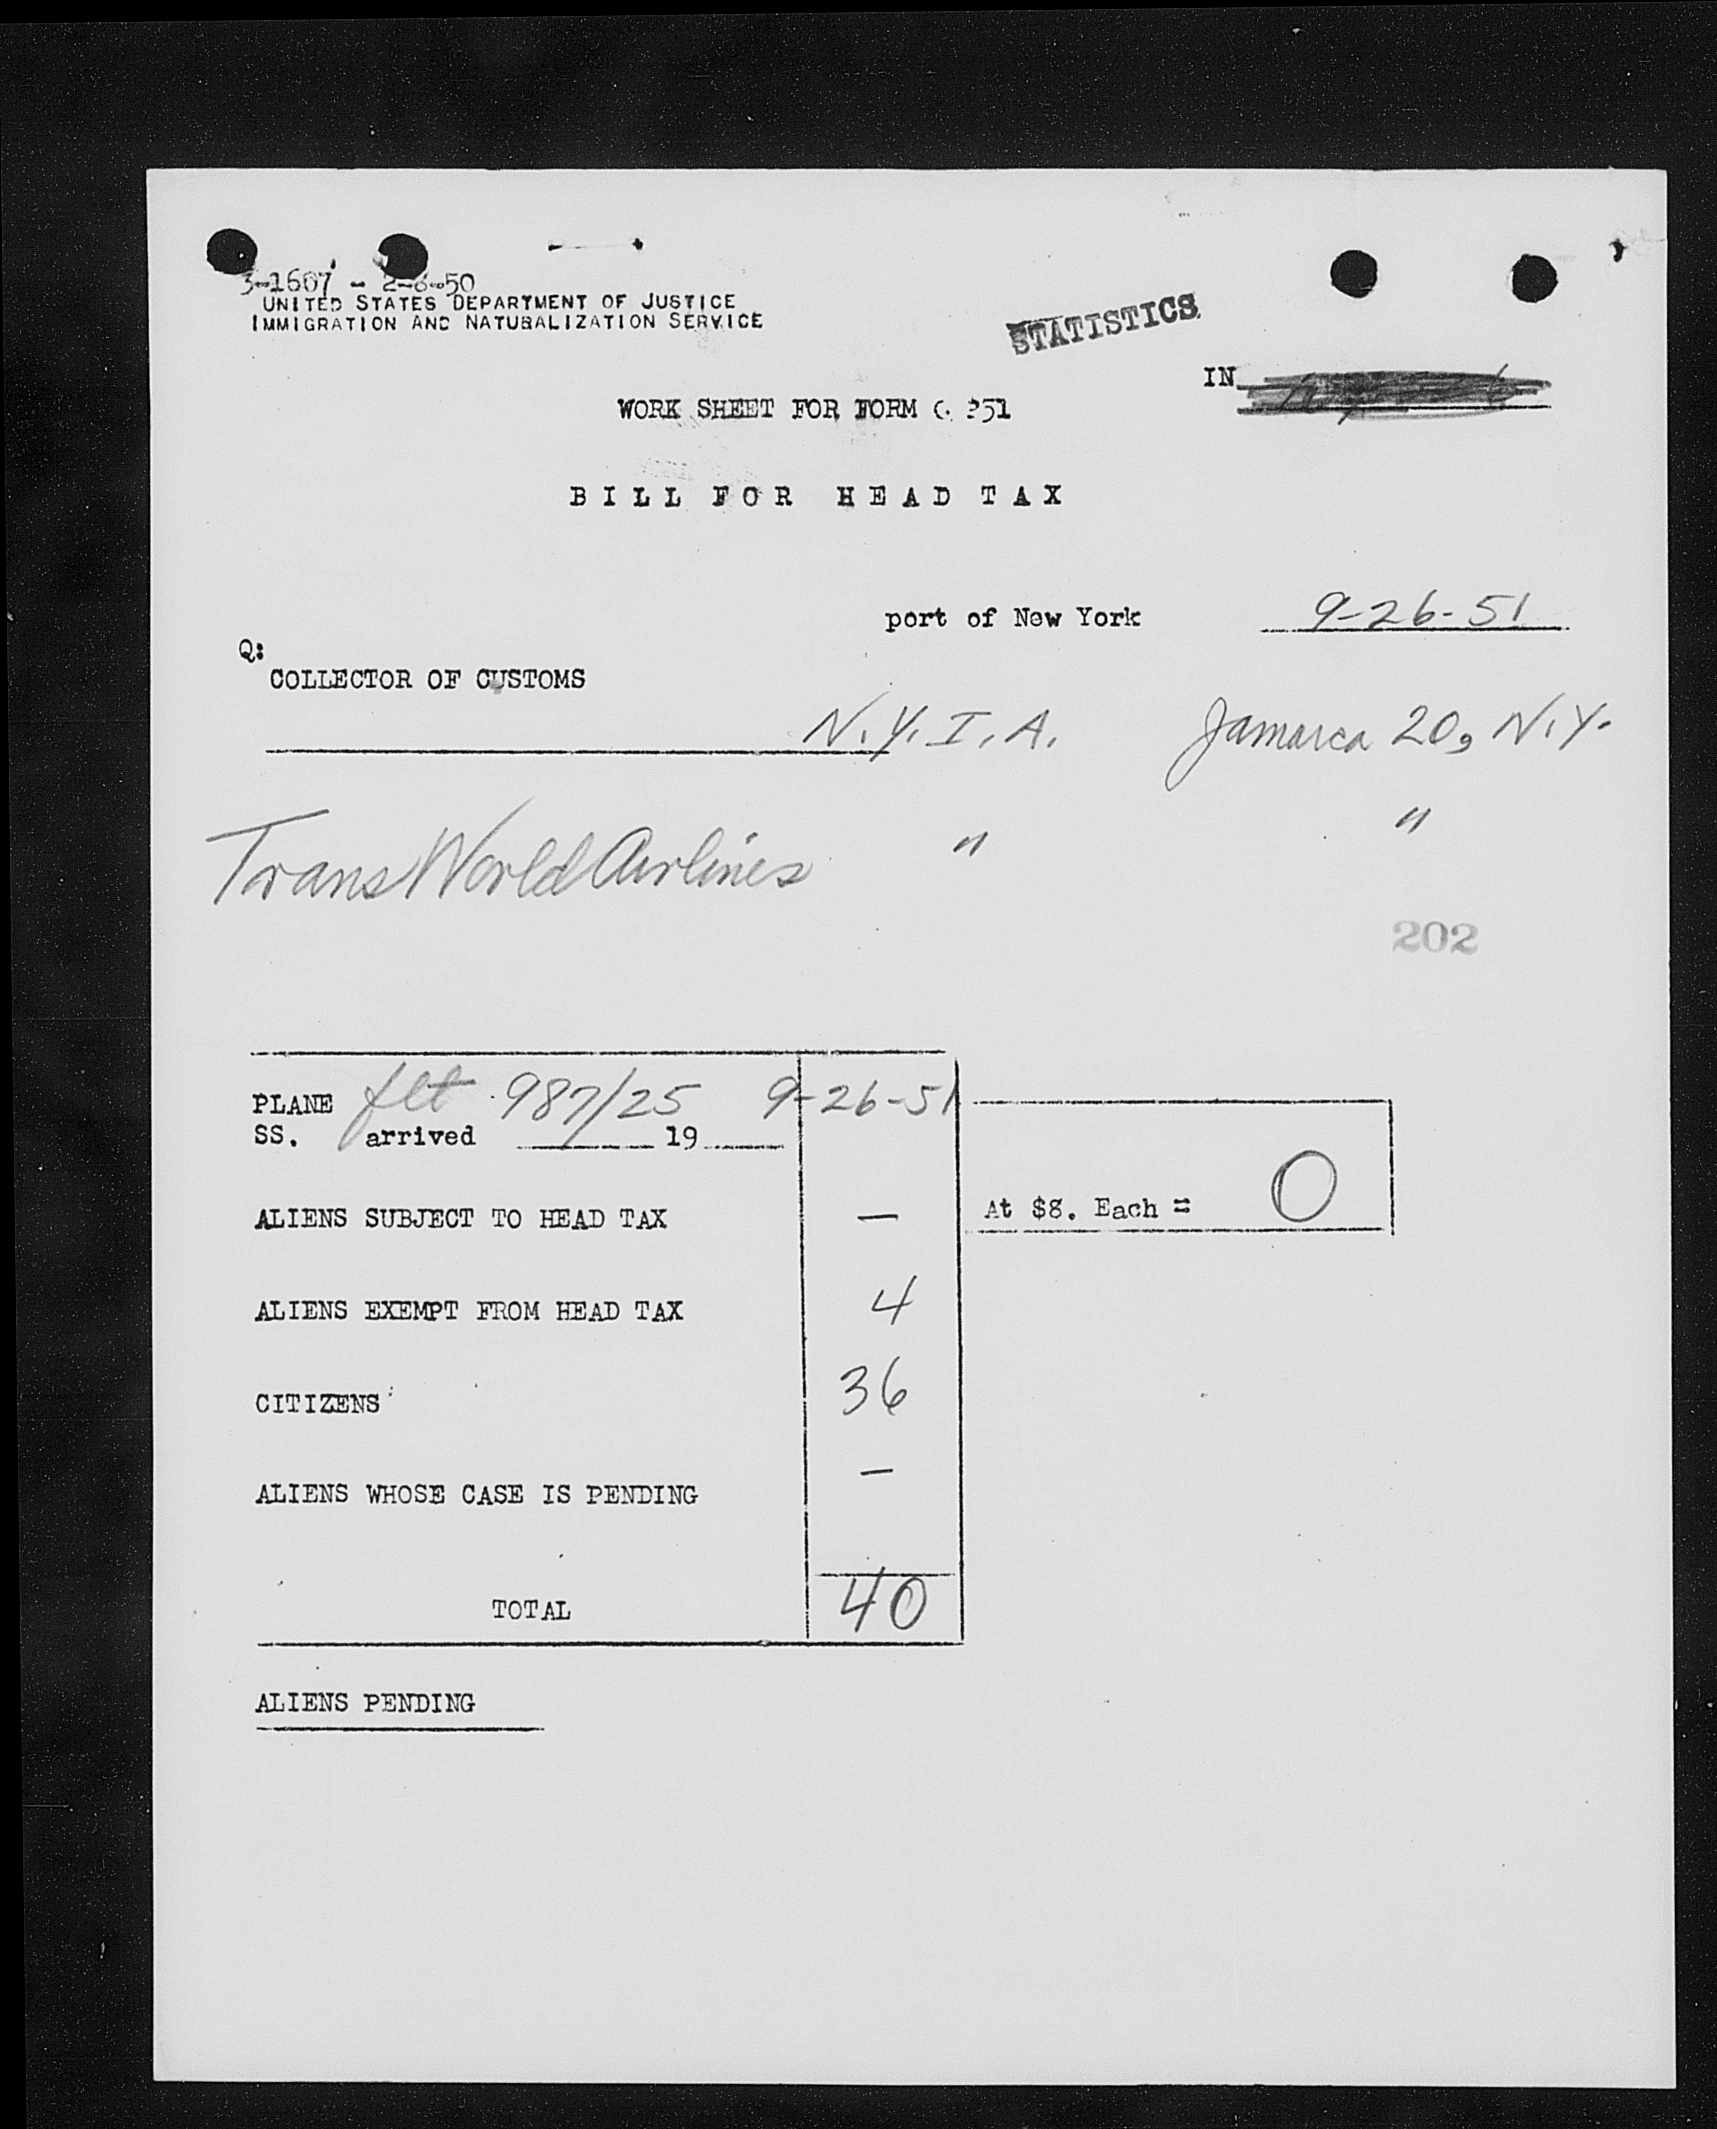 3-1607 - 2-6-50
UNITED STATES DEPARTMENT OF JUSTICE
IMMIGRATION AND NATURALIZATION SERVICE
STATISTICS
IN
WORK SHEET FOR FORM 251
BILL FOR HEAD TAX
port of New York 9-26-51
Q:
COLLECTOR OF CUSTOMS
N.Y.I.A. Jamaica 20, N.Y.
Trans World Airlines " "
202
PLANE flt 987/25 9-26-51
SS. arrived 19
ALIENS SUBJECT TO HEAD TAX — At $8. Each = 0
ALIENS EXEMPT FROM HEAD TAX 4
CITIZENS 36
ALIENS WHOSE CASE IS PENDING —
TOTAL 40
ALIENS PENDING